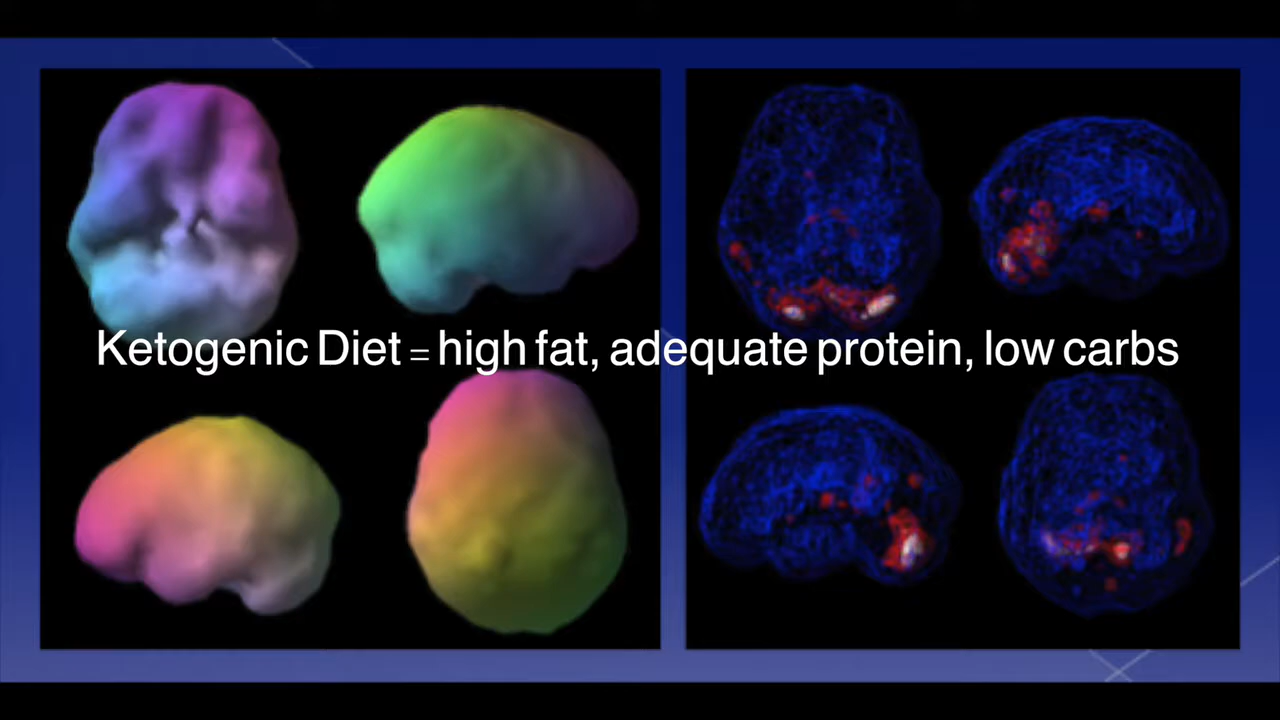 Ketogenic Diet = high fat, adequate protein, low carbs